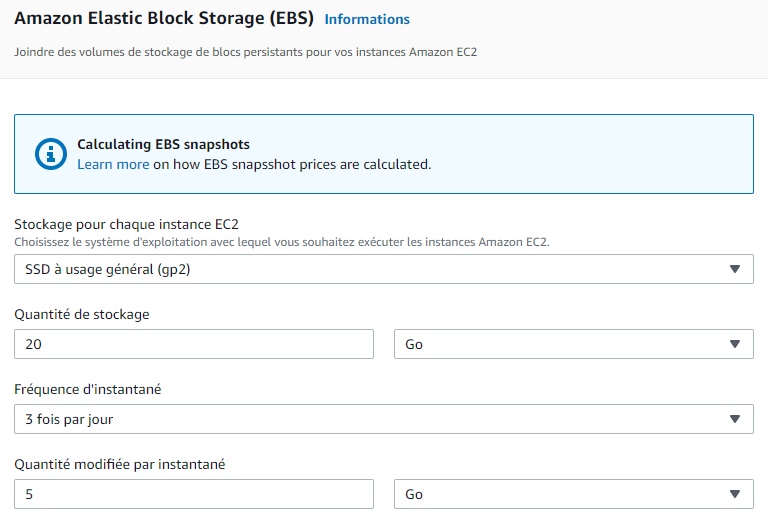 Amazon Elastic Block Storage (EBS) Informations
Joindre des volumes de stockage de blocs persistants pour vos instances Amazon EC2
Calculating EBS snapshots
Learn more on how EBS snapsshot prices are calculated.
Stockage pour chaque instance EC2
Choisissez le système d'exploitation avec lequel vous souhaitez exécuter les instances Amazon EC2.
SSD à usage général (gp2)
Quantité de stockage
20 Go
Fréquence d'instantané
3 fois par jour
Quantité modifiée par instantané
5 Go